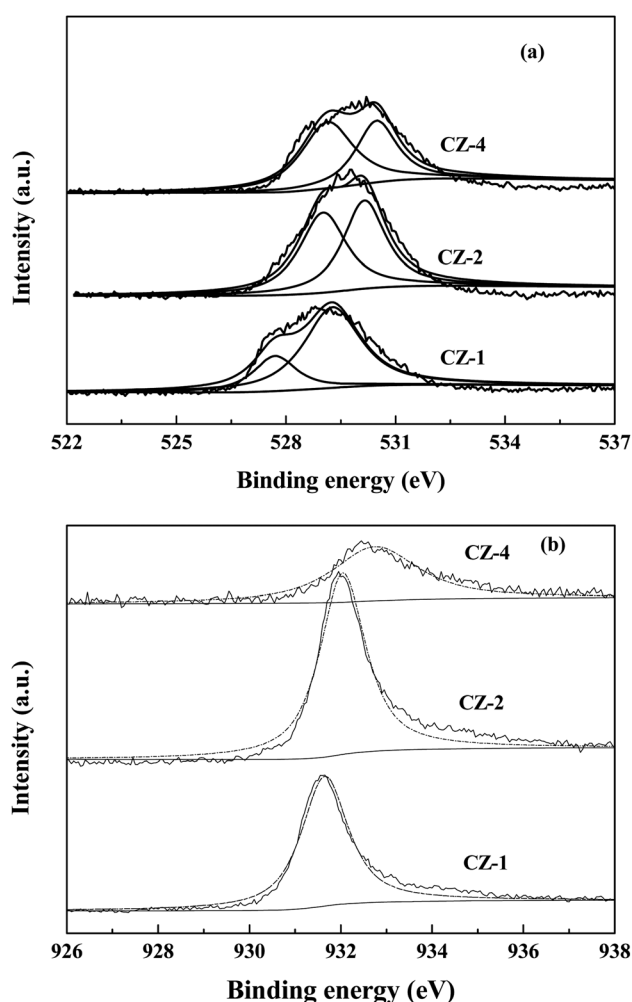 (a)
CZ-4
CZ-2
CZ-1
Intensity (a.u.)
522 525 528 531 534 537
Binding energy (eV)
(b)
CZ-4
CZ-2
CZ-1
Intensity (a.u.)
926 928 930 932 934 936 938
Binding energy (eV)